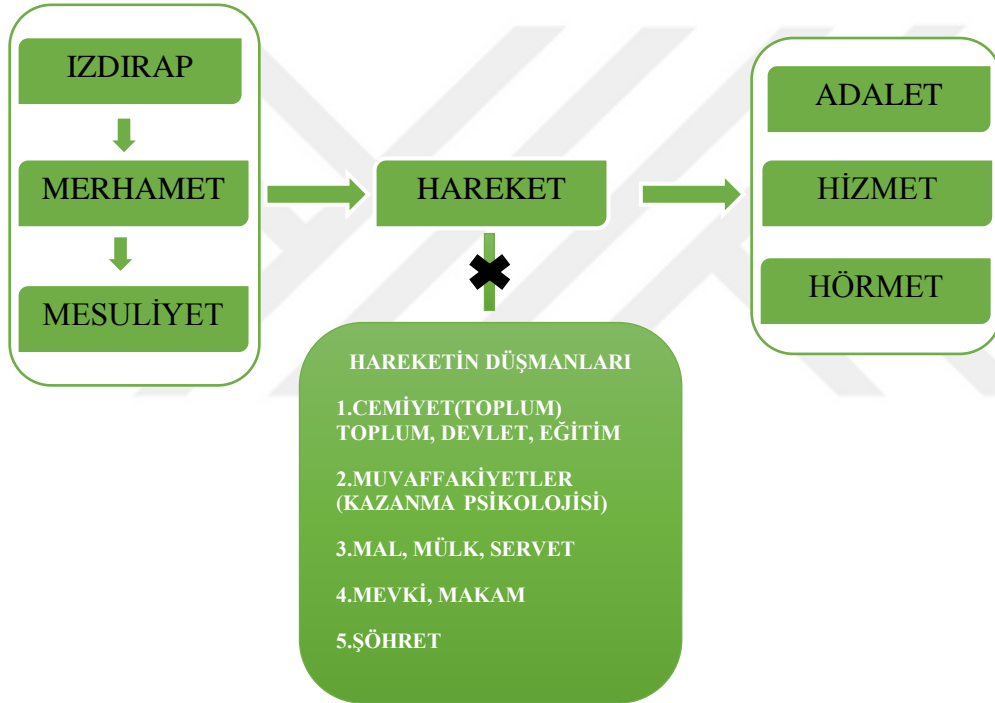 IZDIRAP
MERHAMET
MESULİYET
HAREKET
ADALET
HİZMET
HÖRMET
HAREKETİN DÜŞMANLARI
1.CEMİYET(TOPLUM)
TOPLUM, DEVLET, EĞİTİM
2.MUVAFFAKİYETLER
(KAZANMA PSİKOLOJİSİ)
3.MAL, MÜLK, SERVET
4.MEVKİ, MAKAM
5.ŞÖHRET